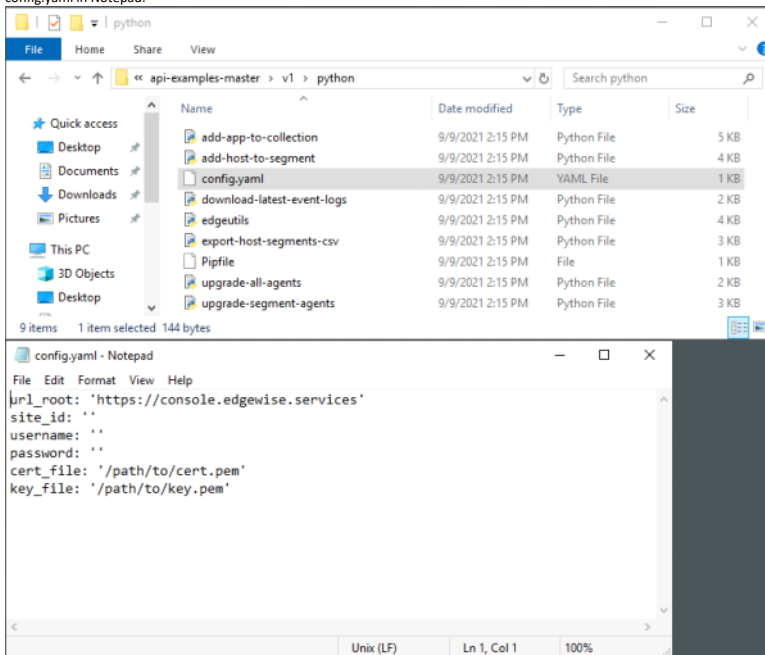 config.yaml in Notepad.
python
File Home Share View
« api-examples-master > v1 > python Search python
Name Date modified Type Size
Quick access
Desktop
Documents
Downloads
Pictures
This PC
3D Objects
Desktop
add-app-to-collection 9/9/2021 2:15 PM Python File 5 KB
add-host-to-segment 9/9/2021 2:15 PM Python File 4 KB
config.yaml 9/9/2021 2:15 PM YAML File 1 KB
download-latest-event-logs 9/9/2021 2:15 PM Python File 2 KB
edgeutils 9/9/2021 2:15 PM Python File 4 KB
export-host-segments-csv 9/9/2021 2:15 PM Python File 3 KB
Pipfile 9/9/2021 2:15 PM File 1 KB
upgrade-all-agents 9/9/2021 2:15 PM Python File 2 KB
upgrade-segment-agents 9/9/2021 2:15 PM Python File 3 KB
9 items 1 item selected 144 bytes
config.yaml - Notepad
File Edit Format View Help
url_root: 'https://console.edgewise.services'
site_id: ''
username: ''
password: ''
cert_file: '/path/to/cert.pem'
key_file: '/path/to/key.pem'
Unix (LF) Ln 1, Col 1 100%